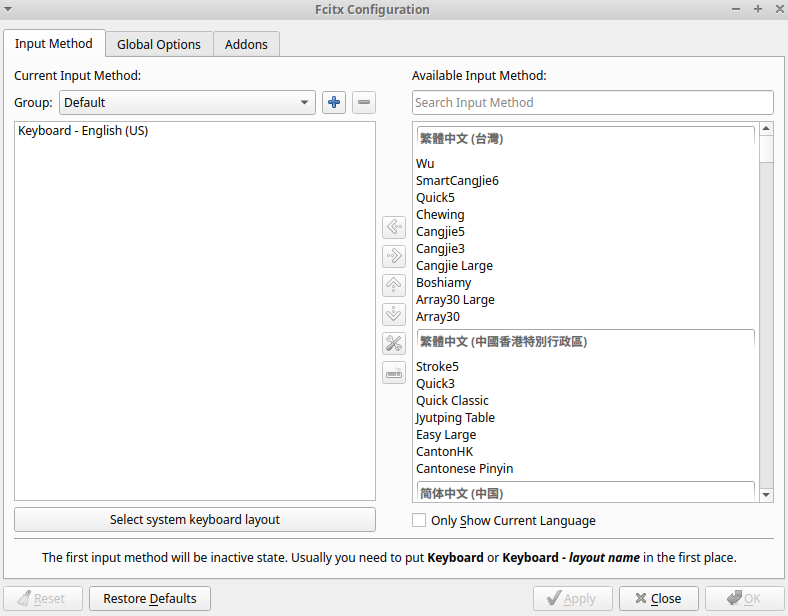 Fcitx Configuration
Input Method
Global Options
Addons
Current Input Method:
Group:
Default
Keyboard - English (US)
Select system keyboard layout
Available Input Method:
Search Input Method
繁體中文 (台灣)
Wu
SmartCangJie6
Quick5
Chewing
Cangjie5
Cangjie3
Cangjie Large
Boshiamy
Array30 Large
Array30
繁體中文 (中國香港特別行政區)
Stroke5
Quick3
Quick Classic
Jyutping Table
Easy Large
CantonHK
Cantonese Pinyin
简体中文 (中国)
Only Show Current Language
The first input method will be inactive state. Usually you need to put Keyboard or Keyboard - layout name in the first place.
Reset
Restore Defaults
Apply
Close
OK